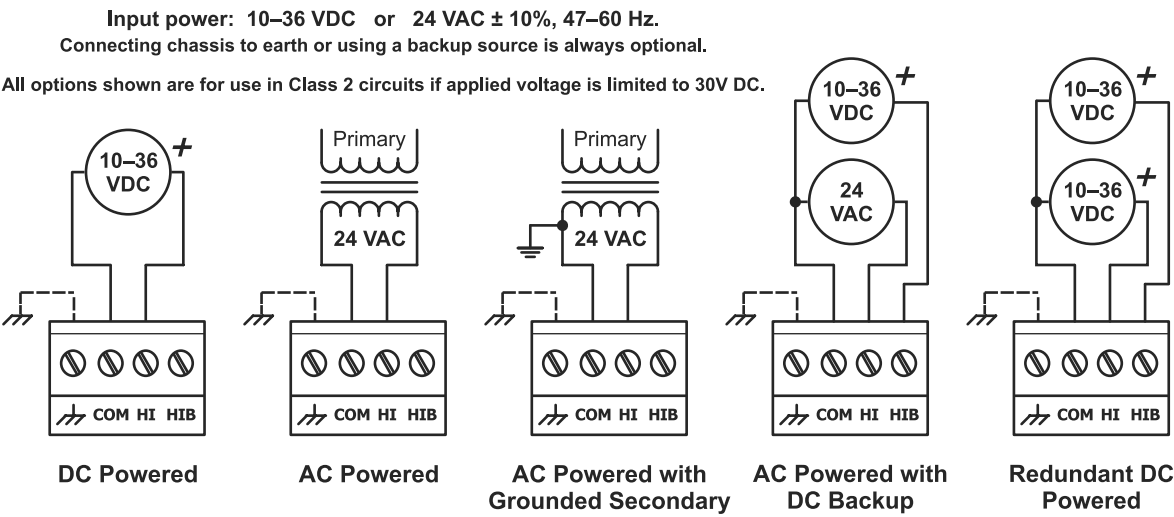 Input power: 10–36 VDC or 24 VAC ± 10%, 47–60 Hz.
Connecting chassis to earth or using a backup source is always optional.
All options shown are for use in Class 2 circuits if applied voltage is limited to 30V DC.
10–36
VDC
+
COM HI HIB
DC Powered
Primary
24 VAC
COM HI HIB
AC Powered
Primary
24 VAC
COM HI HIB
AC Powered with
Grounded Secondary
10–36
VDC
+
24
VAC
COM HI HIB
AC Powered with
DC Backup
10–36
VDC
+
10–36
VDC
+
COM HI HIB
Redundant DC
Powered